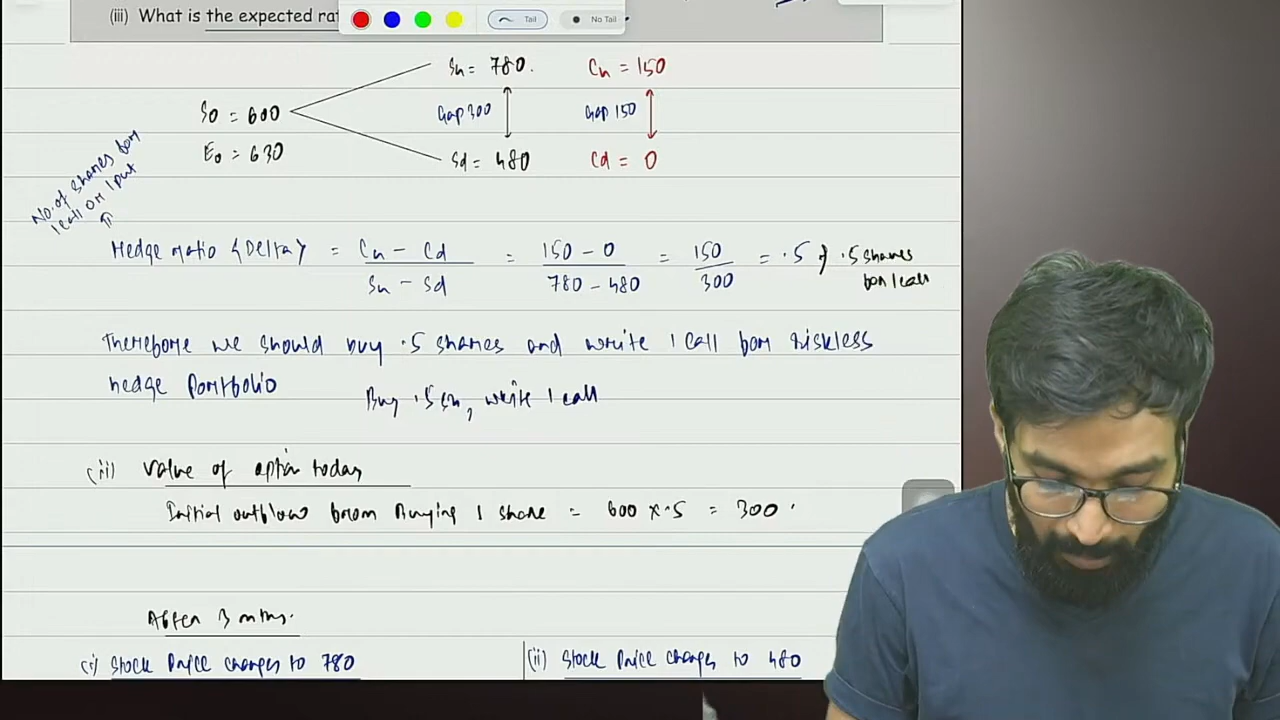 (iii) What is the expected rat
Tail
No Tail
Su = 780.
Cu = 150
S0 = 600
Gap 300
Gap 150
E0 = 630
Sd = 480
Cd = 0
No. of shares for
1 call or 1 put
Hedge ratio {Delta} = Cu - Cd / Su - Sd = 150 - 0 / 780 - 480 = 150 / 300 = .5 .5 shares
for 1 call
Therefore we should buy .5 shares and write 1 call for riskless
hedge Portfolio
Buy .5 sh, write 1 call
(ii) Value of option today
Initial outflow from Buying 1 share = 600 x .5 = 300
After 3 mths.
(i) Stock Price changes to 780
(ii) Stock Price changes to 480